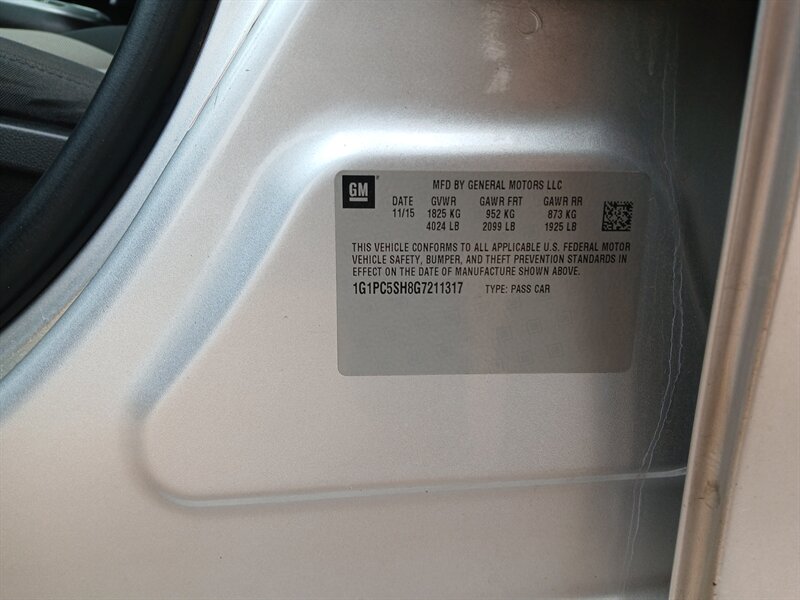 GM
MFD BY GENERAL MOTORS LLC
DATE GVWR GAWR FRT GAWR RR
11/15 1825 KG 952 KG 873 KG
4024 LB 2099 LB 1925 LB
THIS VEHICLE CONFORMS TO ALL APPLICABLE U.S. FEDERAL MOTOR
VEHICLE SAFETY, BUMPER, AND THEFT PREVENTION STANDARDS IN
EFFECT ON THE DATE OF MANUFACTURE SHOWN ABOVE.
1G1PC5SH8G7211317 TYPE: PASS CAR